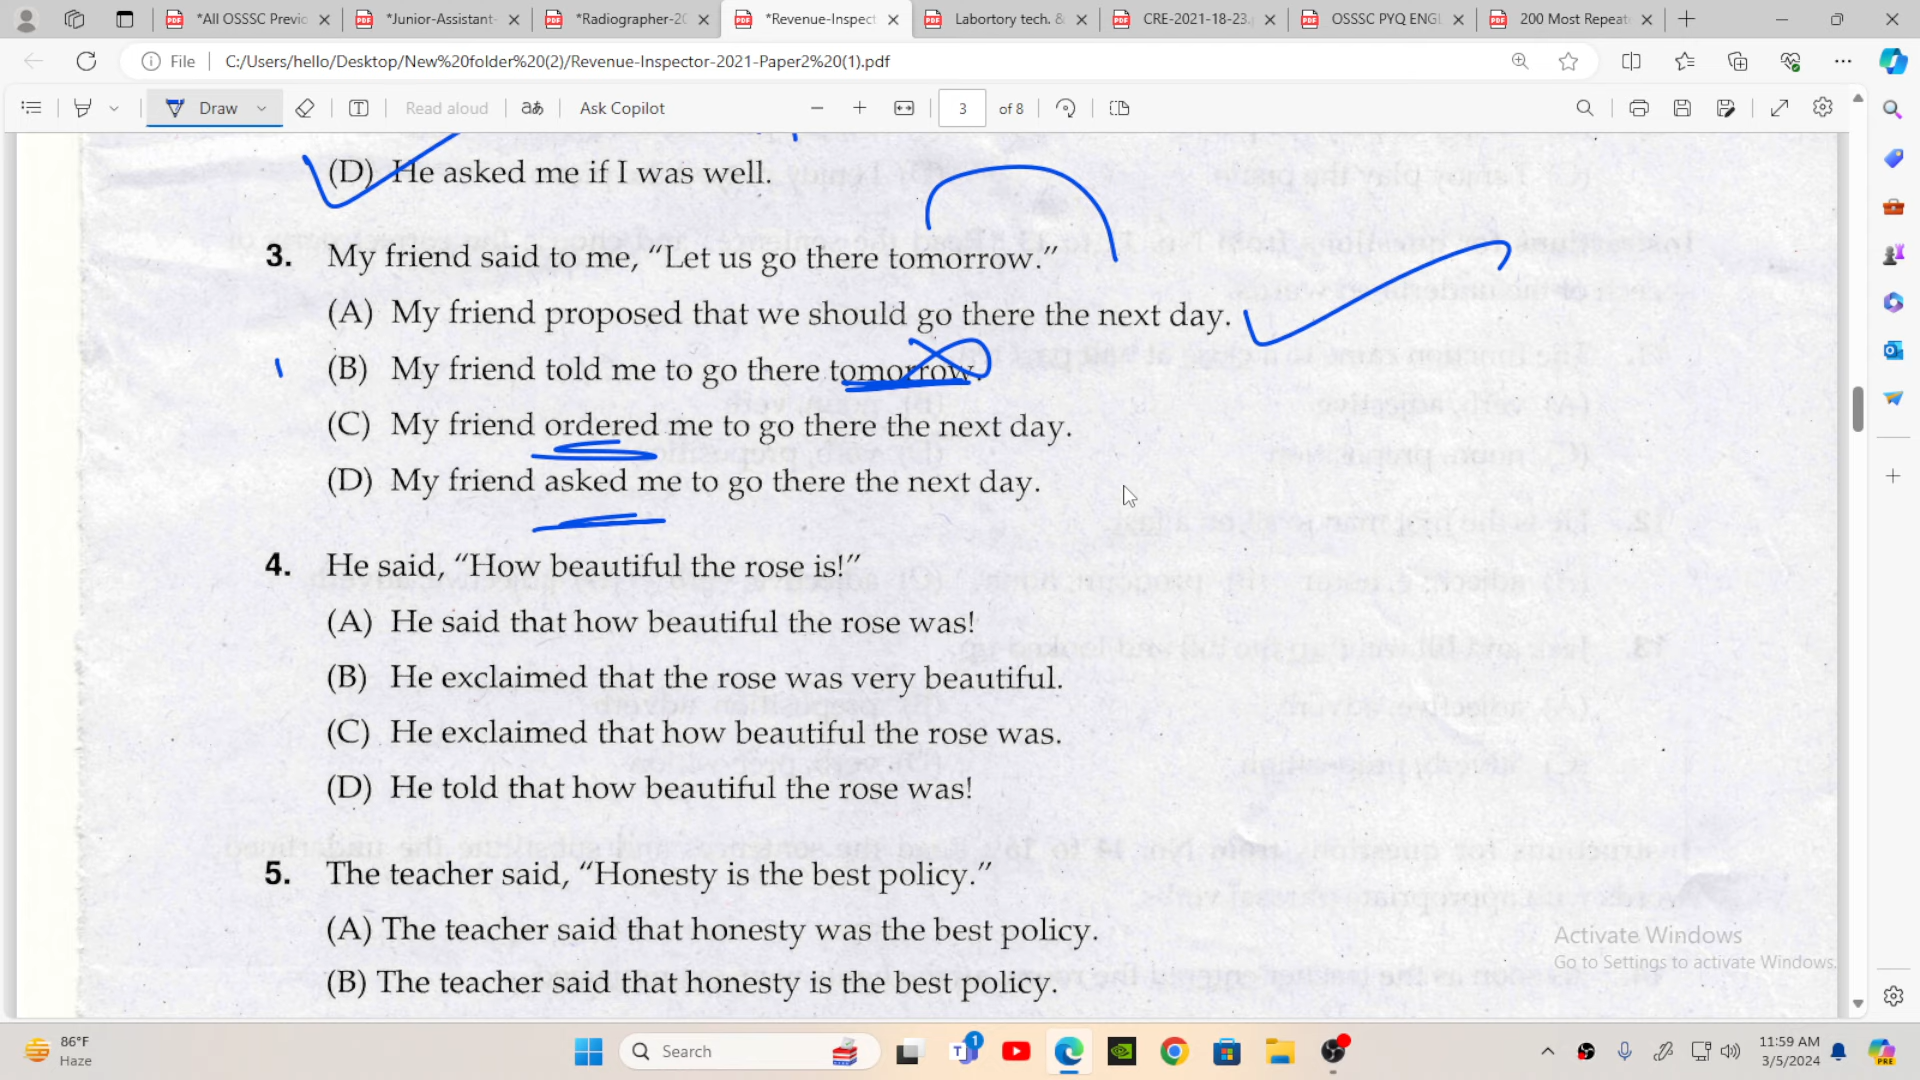 *All OSSSC Previo
*Junior-Assistant-
*Radiographer-20
*Revenue-Inspect
Labortory tech. &
CRE-2021-18-23.
OSSSC PYQ ENGL
200 Most Repeat
File C:/Users/hello/Desktop/New%20folder%20(2)/Revenue-Inspector-2021-Paper2%20(1).pdf
Draw Read aloud aあ Ask Copilot 3 of 8
(D) He asked me if I was well.
3. My friend said to me, “Let us go there tomorrow.”
(A) My friend proposed that we should go there the next day.
(B) My friend told me to go there tomorrow.
(C) My friend ordered me to go there the next day.
(D) My friend asked me to go there the next day.
4. He said, “How beautiful the rose is!”
(A) He said that how beautiful the rose was!
(B) He exclaimed that the rose was very beautiful.
(C) He exclaimed that how beautiful the rose was.
(D) He told that how beautiful the rose was!
5. The teacher said, “Honesty is the best policy.”
(A) The teacher said that honesty was the best policy.
(B) The teacher said that honesty is the best policy.
Activate Windows
Go to Settings to activate Windows.
86°F
Haze
Search
1
11:59 AM
3/5/2024
PRE